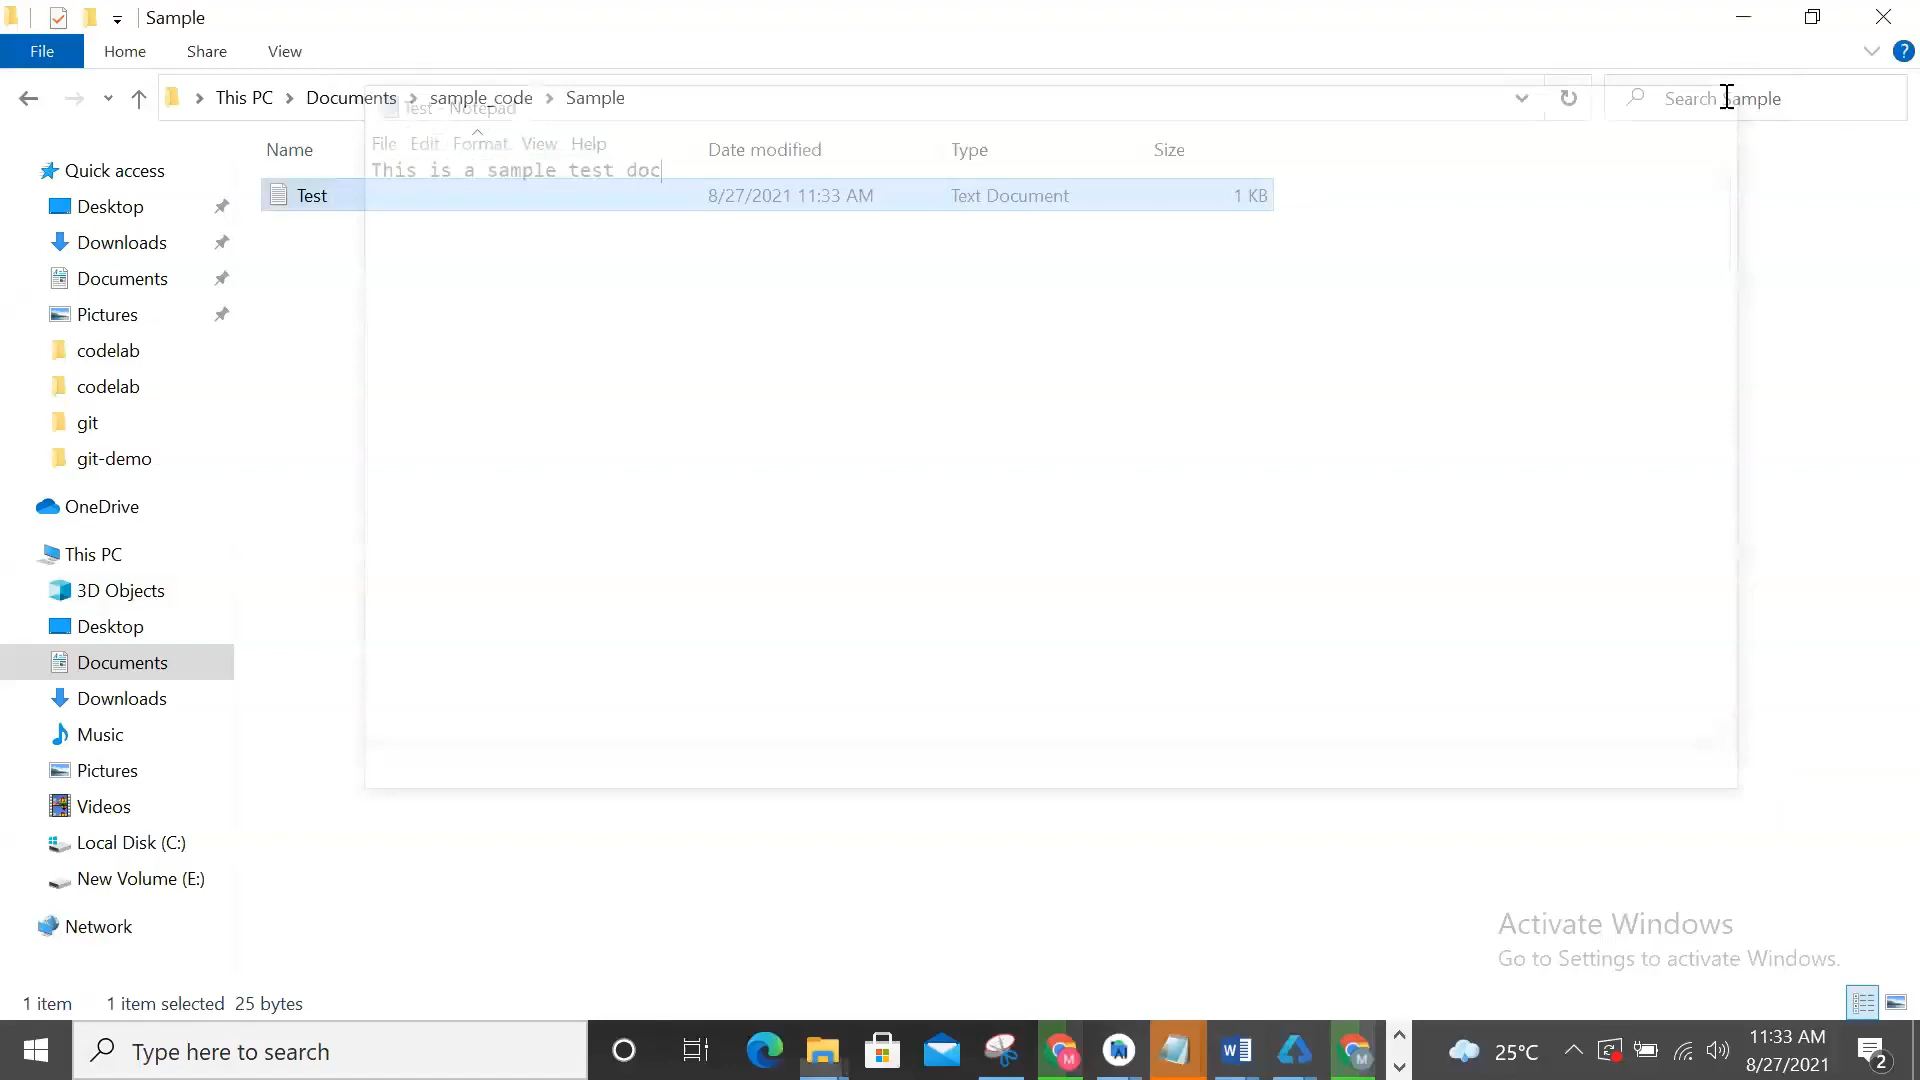 Sample
File Home Share View
This PC Documents sample_code Sample
Search Sample
Test - Notepad
File Edit Format View Help
This is a sample test doc
Name Date modified Type Size
Test 8/27/2021 11:33 AM Text Document 1 KB
Quick access
Desktop
Downloads
Documents
Pictures
codelab
codelab
git
git-demo
OneDrive
This PC
3D Objects
Desktop
Documents
Downloads
Music
Pictures
Videos
Local Disk (C:)
New Volume (E:)
Network
Activate Windows
Go to Settings to activate Windows.
1 item 1 item selected 25 bytes
Type here to search
25°C
11:33 AM
8/27/2021
2